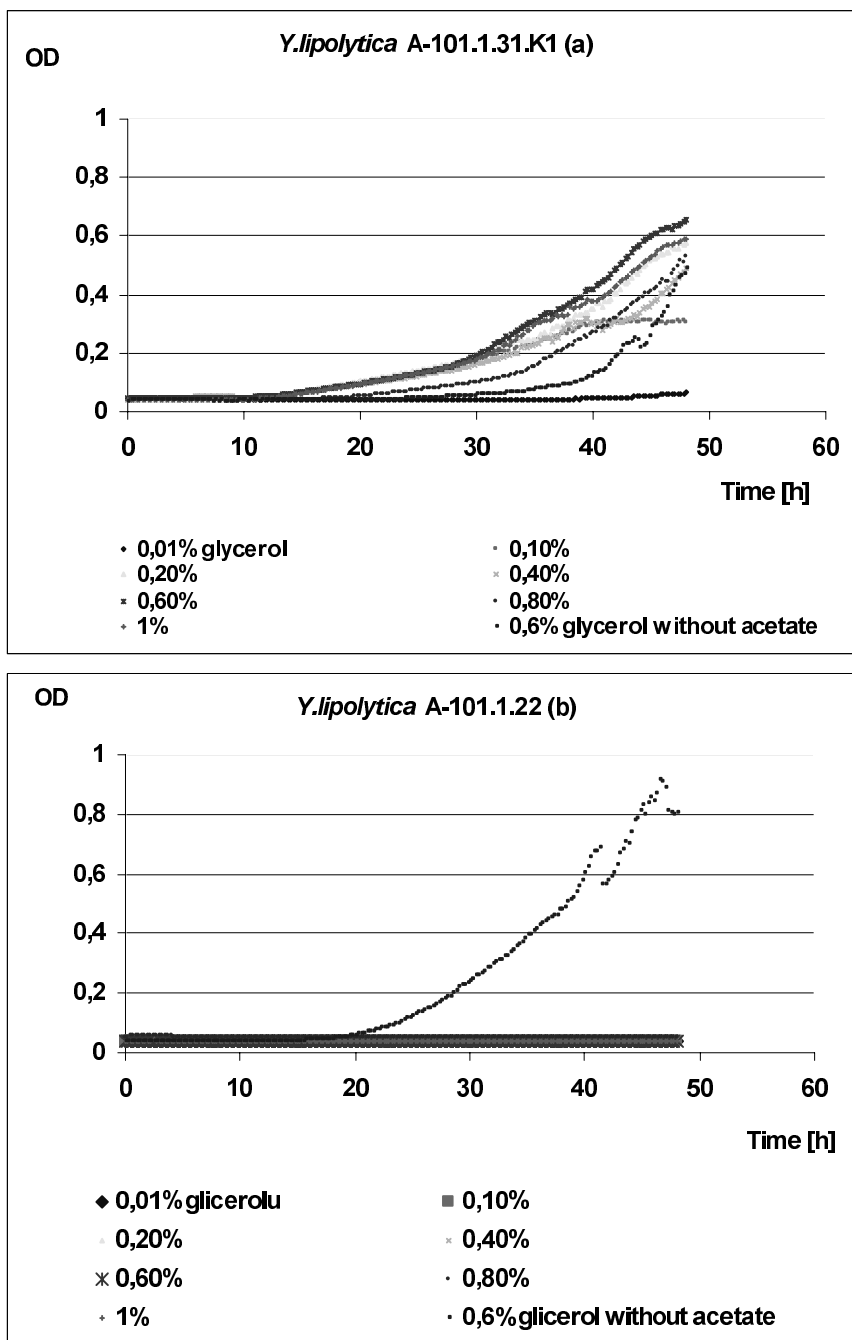 Y.lipolytica A-101.1.31.K1 (a)
OD
1
0,8
0,6
0,4
0,2
0
0 10 20 30 40 50 60
Time [h]
0,01% glycerol 0,10%
0,20% 0,40%
0,60% 0,80%
1% 0,6% glycerol without acetate
OD
Y.lipolytica A-101.1.22 (b)
1
0,8
0,6
0,4
0,2
0
0 10 20 30 40 50 60
Time [h]
0,01% glicerolu 0,10%
0,20% 0,40%
0,60% 0,80%
1% 0,6% glicerol without acetate